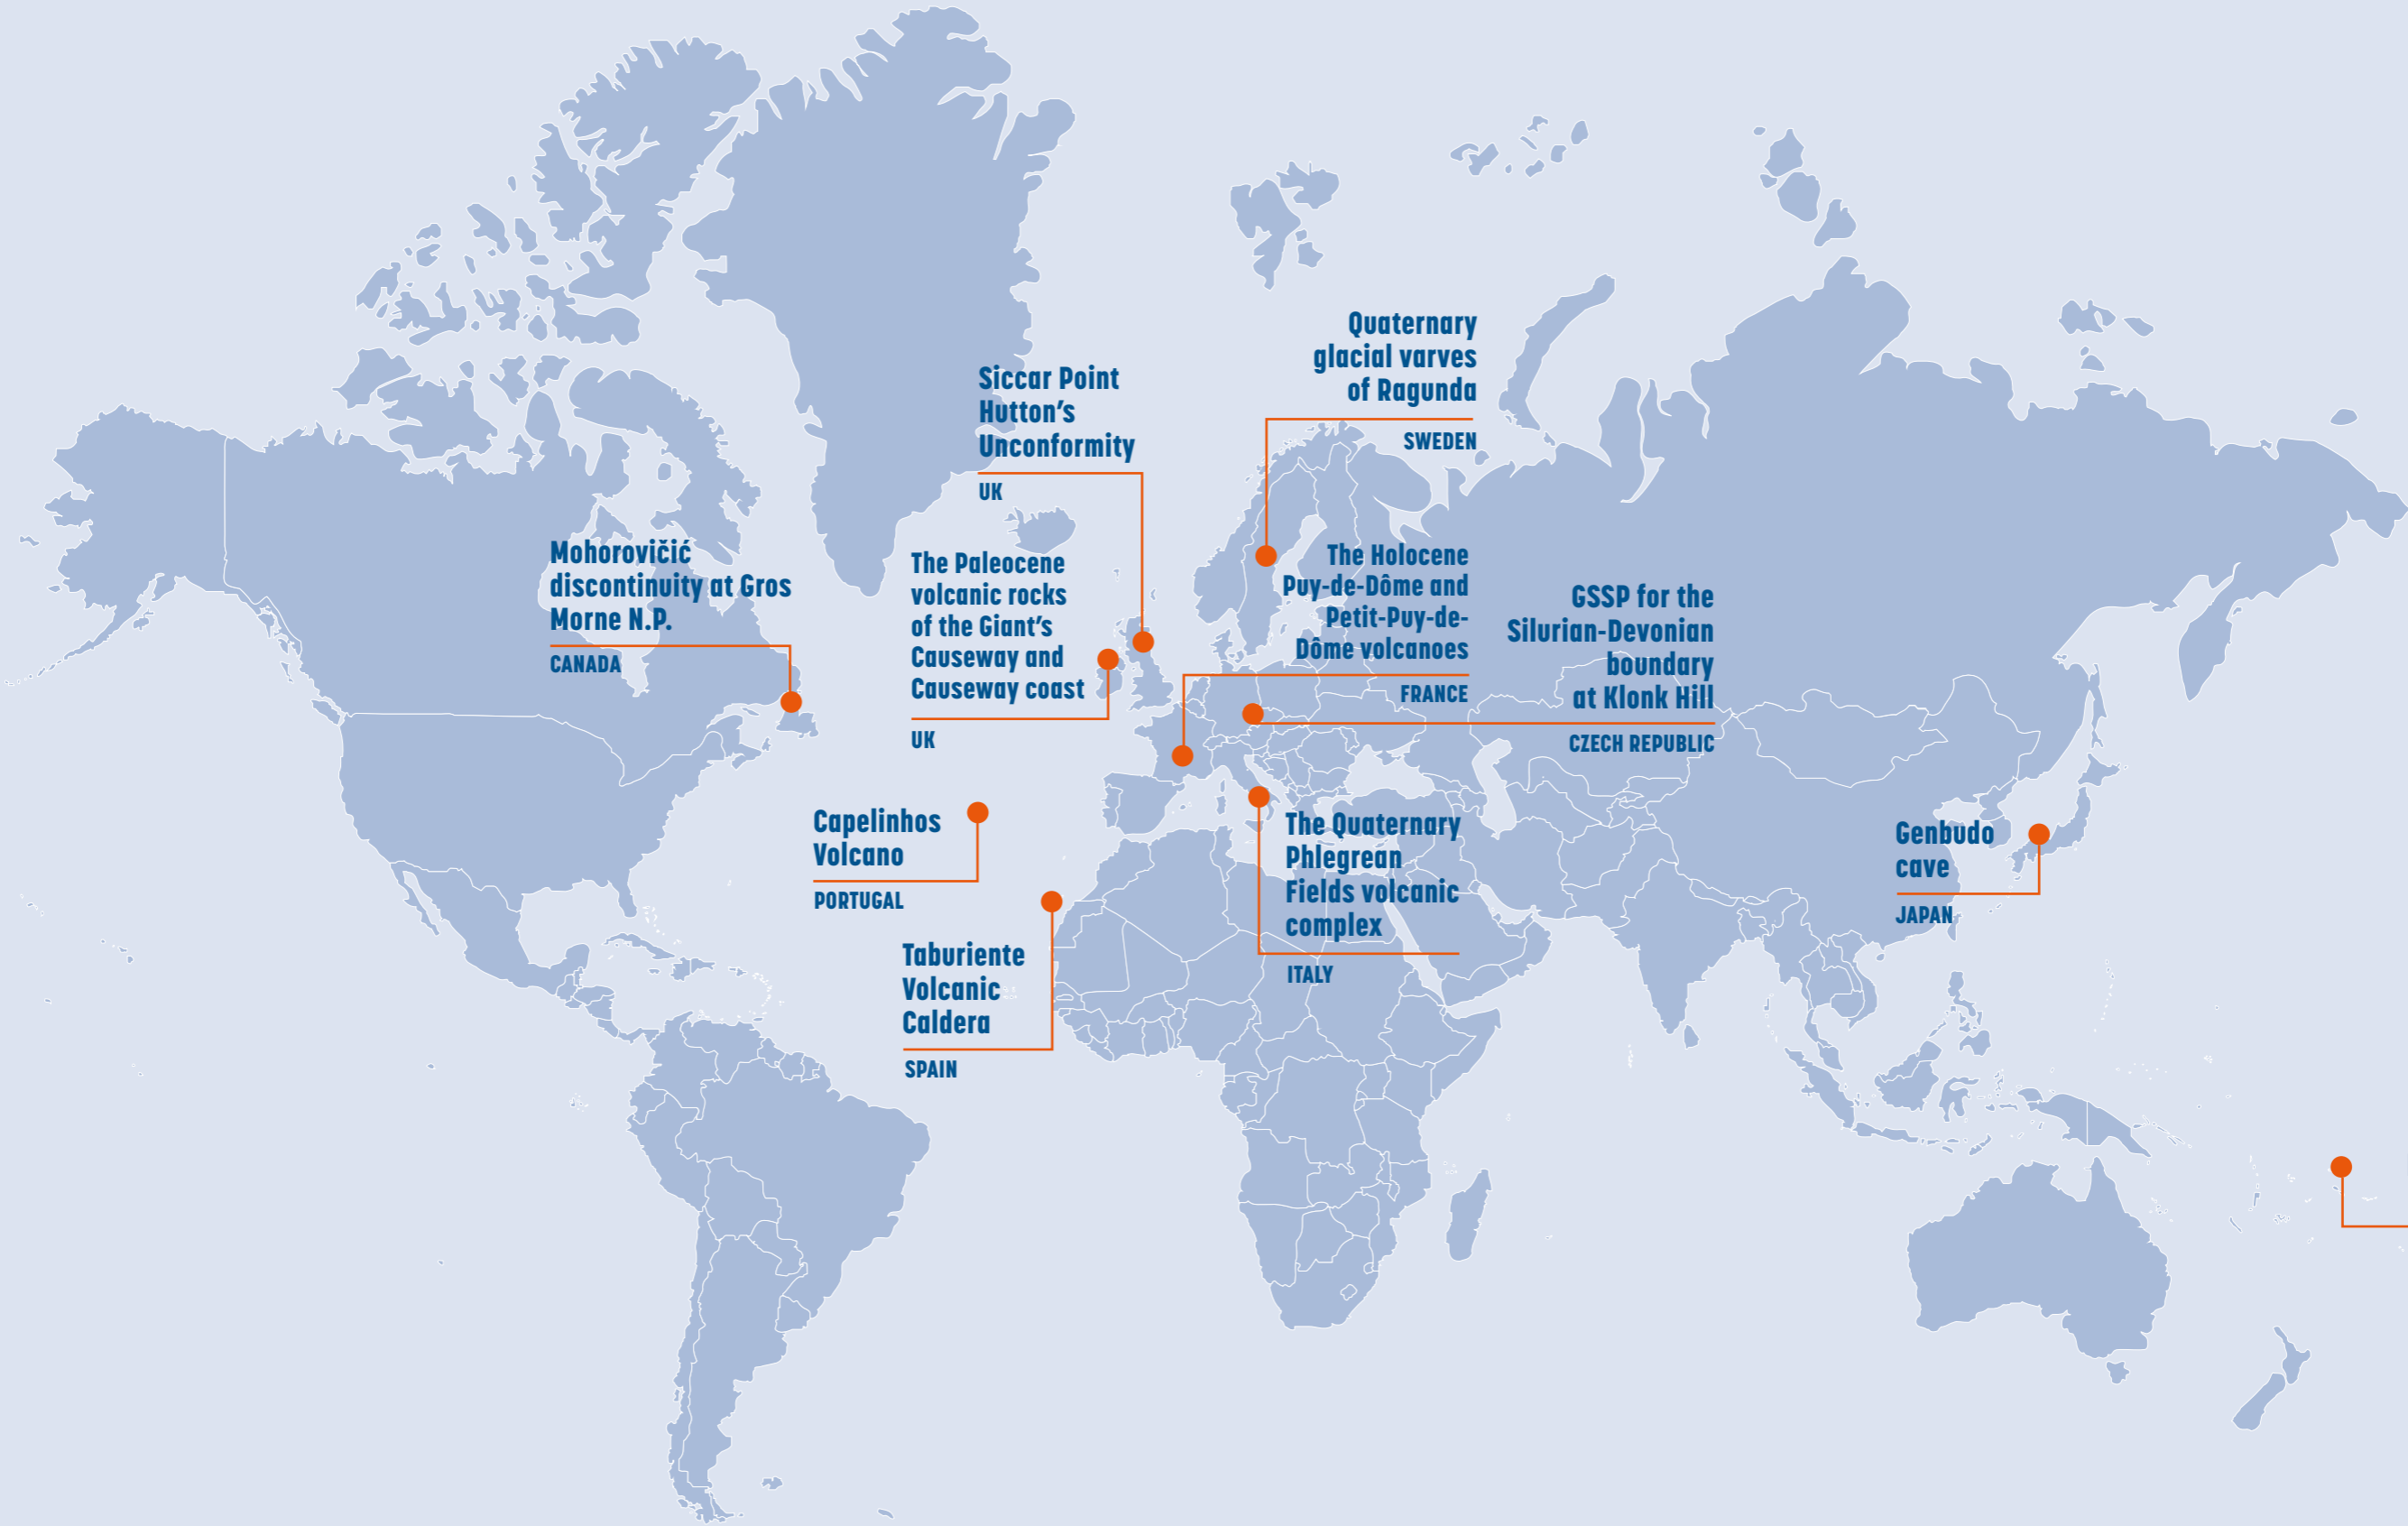 Quaternary
glacial varves
of Ragunda
SWEDEN
Siccar Point
Hutton’s
Unconformity
UK
Mohorovičić
discontinuity at Gros
Morne N.P.
CANADA
The Paleocene
volcanic rocks
of the Giant’s
Causeway and
Causeway coast
UK
The Holocene
Puy-de-Dôme and
Petit-Puy-de-
Dôme volcanoes
FRANCE
GSSP for the
Silurian-Devonian
boundary
at Klonk Hill
CZECH REPUBLIC
Capelinhos
Volcano
PORTUGAL
The Quaternary
Phlegrean
Fields volcanic
complex
ITALY
Genbudo
cave
JAPAN
Taburiente
Volcanic
Caldera
SPAIN